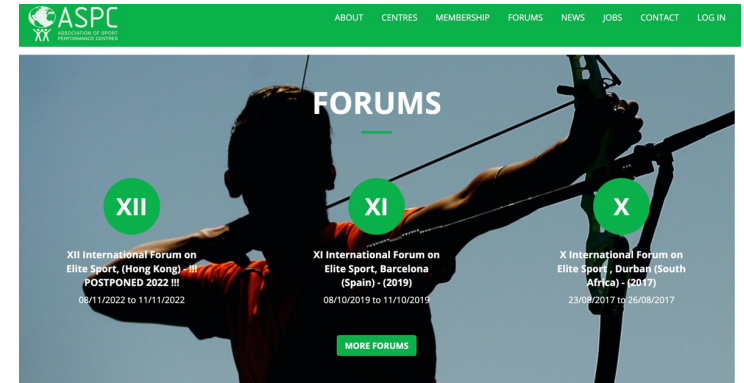 ASPC
ASSOCIATION OF SPORT
PERFORMANCE CENTRES
ABOUT CENTRES MEMBERSHIP FORUMS NEWS JOBS CONTACT LOG IN
FORUMS
XII
XII International Forum on
Elite Sport, (Hong Kong) - !!!
POSTPONED 2022 !!!
08/11/2022 to 11/11/2022
XI
XI International Forum on
Elite Sport, Barcelona
(Spain) - (2019)
08/10/2019 to 11/10/2019
X
X International Forum on
Elite Sport , Durban (South
Africa) - (2017)
23/08/2017 to 26/08/2017
MORE FORUMS